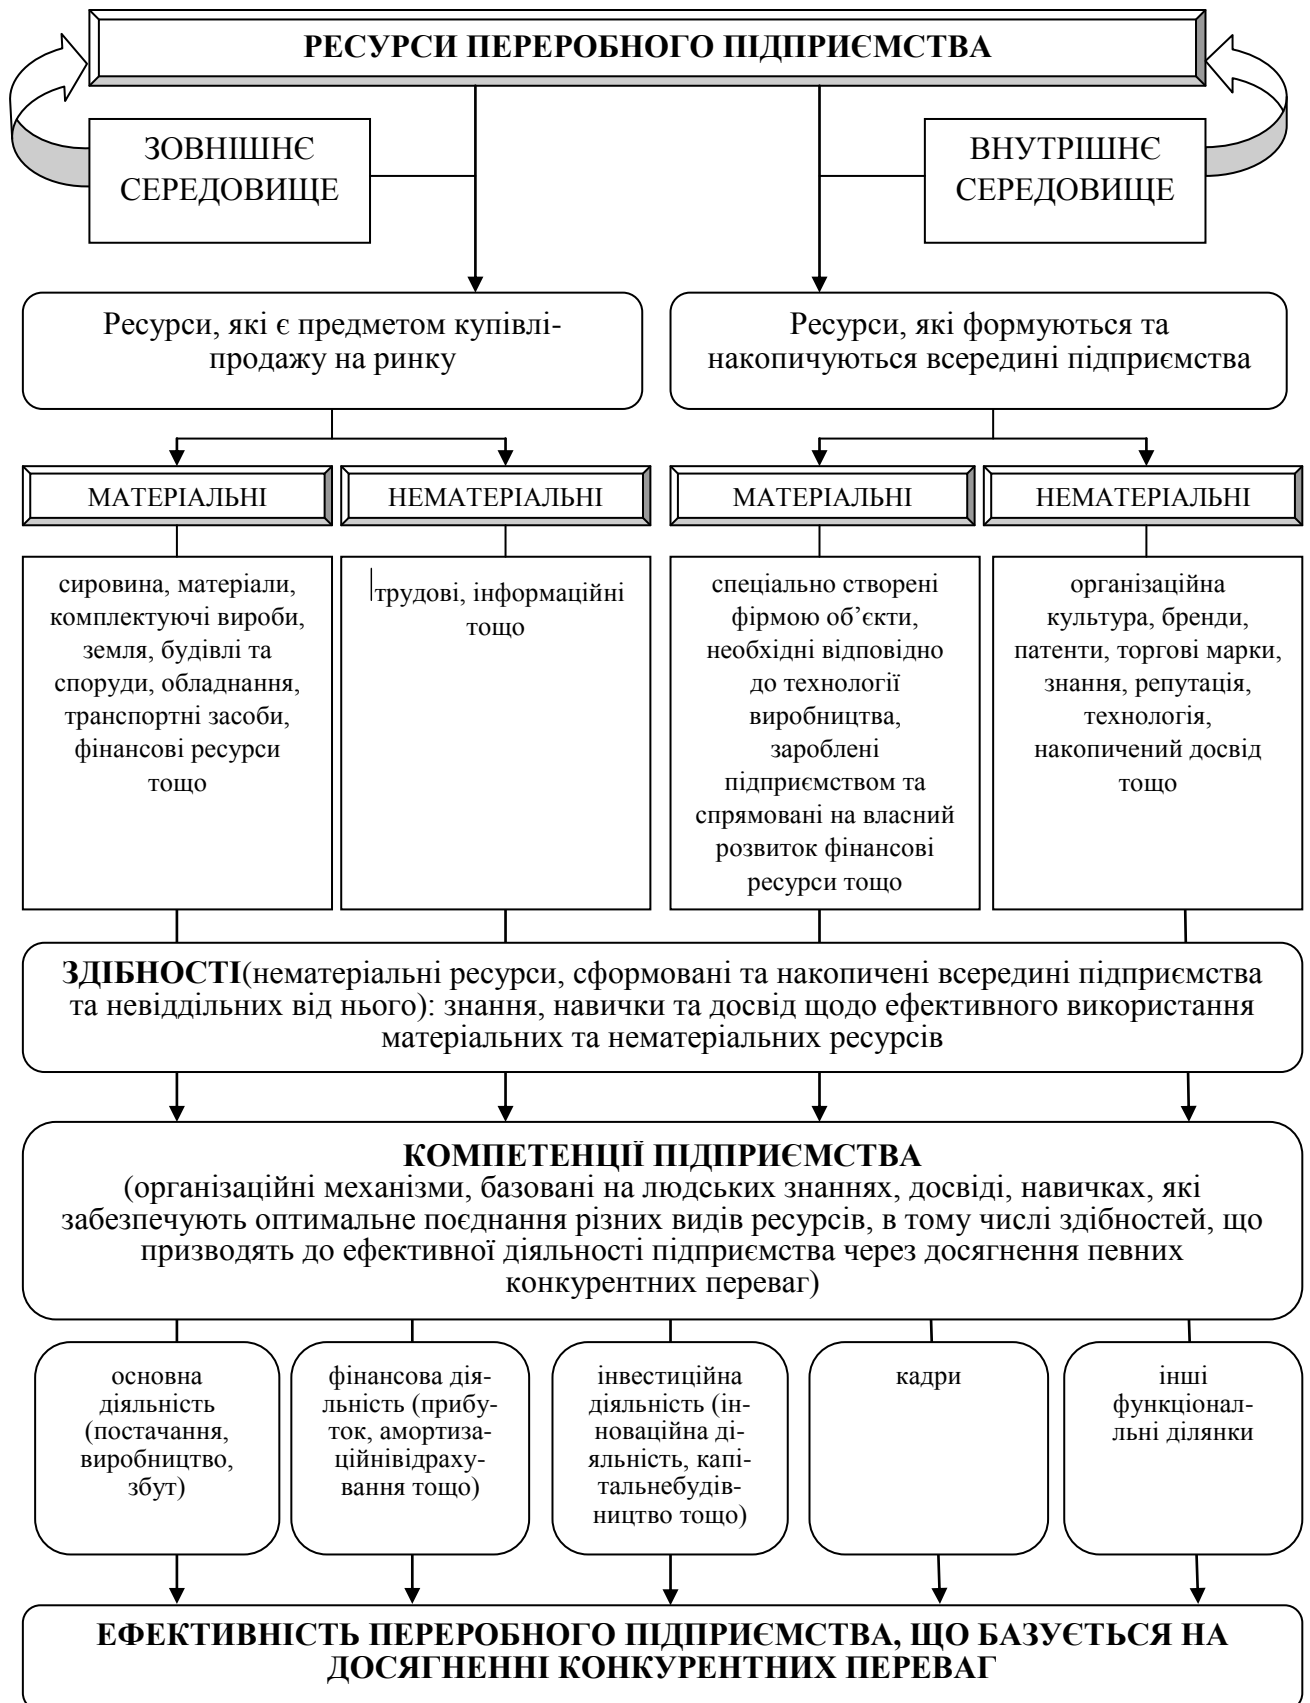 РЕСУРСИ ПЕРЕРОБНОГО ПІДПРИЄМСТВА
ЗОВНІШНЄ
СЕРЕДОВИЩЕ
ВНУТРІШНЄ
СЕРЕДОВИЩЕ
Ресурси, які є предметом купівлі-
продажу на ринку
Ресурси, які формуються та
накопичуються всередині підприємства
МАТЕРІАЛЬНІ
НЕМАТЕРІАЛЬНІ
МАТЕРІАЛЬНІ
НЕМАТЕРІАЛЬНІ
сировина, матеріали,
комплектуючі вироби,
земля, будівлі та
споруди, обладнання,
транспортні засоби,
фінансові ресурси
тощо
трудові, інформаційні
тощо
спеціально створені
фірмою об’єкти,
необхідні відповідно
до технології
виробництва,
зароблені
підприємством та
спрямовані на власний
розвиток фінансові
ресурси тощо
організаційна
культура, бренди,
патенти, торгові марки,
знання, репутація,
технологія,
накопичений досвід
тощо
ЗДІБНОСТІ(нематеріальні ресурси, сформовані та накопичені всередині підприємства
та невіддільних від нього): знання, навички та досвід щодо ефективного використання
матеріальних та нематеріальних ресурсів
КОМПЕТЕНЦІЇ ПІДПРИЄМСТВА
(організаційні механізми, базовані на людських знаннях, досвіді, навичках, які
забезпечують оптимальне поєднання різних видів ресурсів, в тому числі здібностей, що
призводять до ефективної діяльності підприємства через досягнення певних
конкурентних переваг)
основна
діяльність
(постачання,
виробництво,
збут)
фінансова дія-
льність (прибу-
ток, амортиза-
ційнівідраху-
вання тощо)
інвестиційна
діяльність (ін-
новаційна ді-
яльність, капі-
тальнебудів-
ництво тощо)
кадри
інші
функціонал-
льні ділянки
ЕФЕКТИВНІСТЬ ПЕРЕРОБНОГО ПІДПРИЄМСТВА, ЩО БАЗУЄТЬСЯ НА
ДОСЯГНЕННІ КОНКУРЕНТНИХ ПЕРЕВАГ